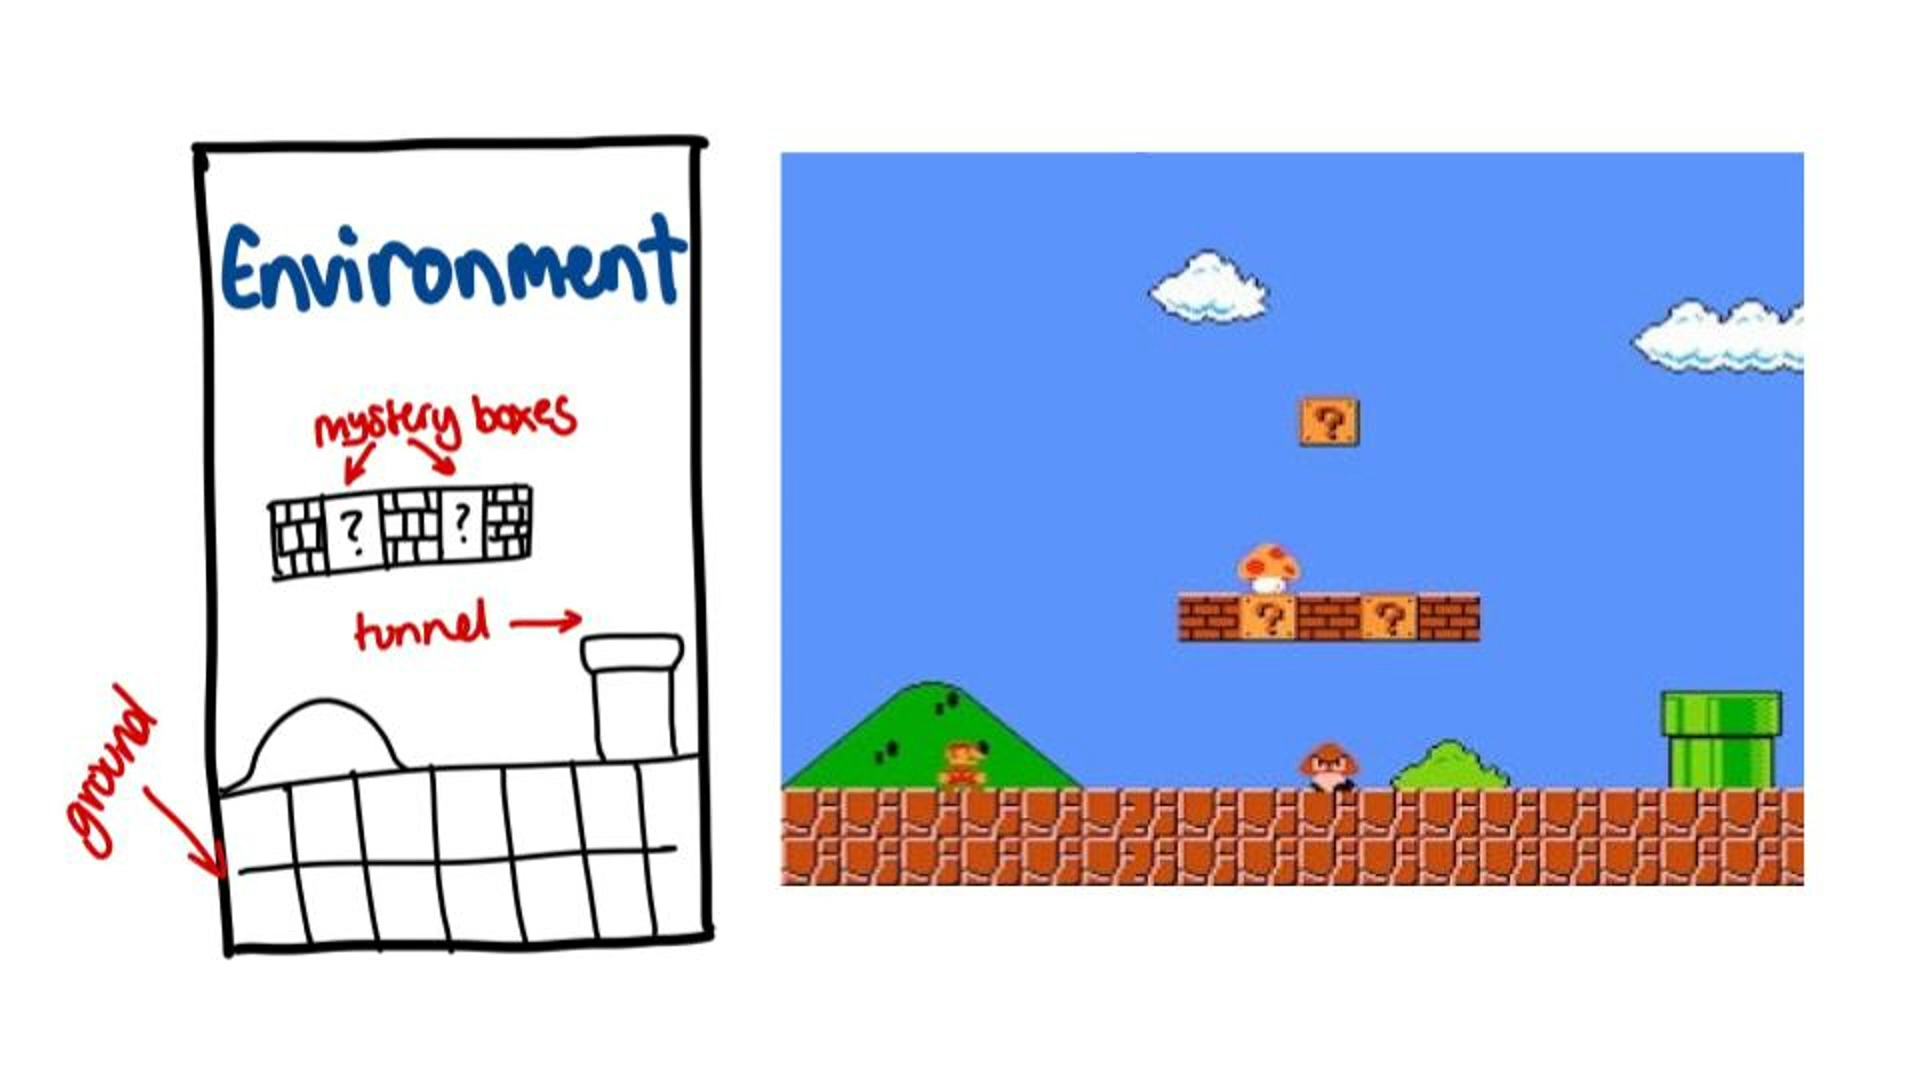 Environment
mystery boxes
? ?
tunnel
ground
?
? ?